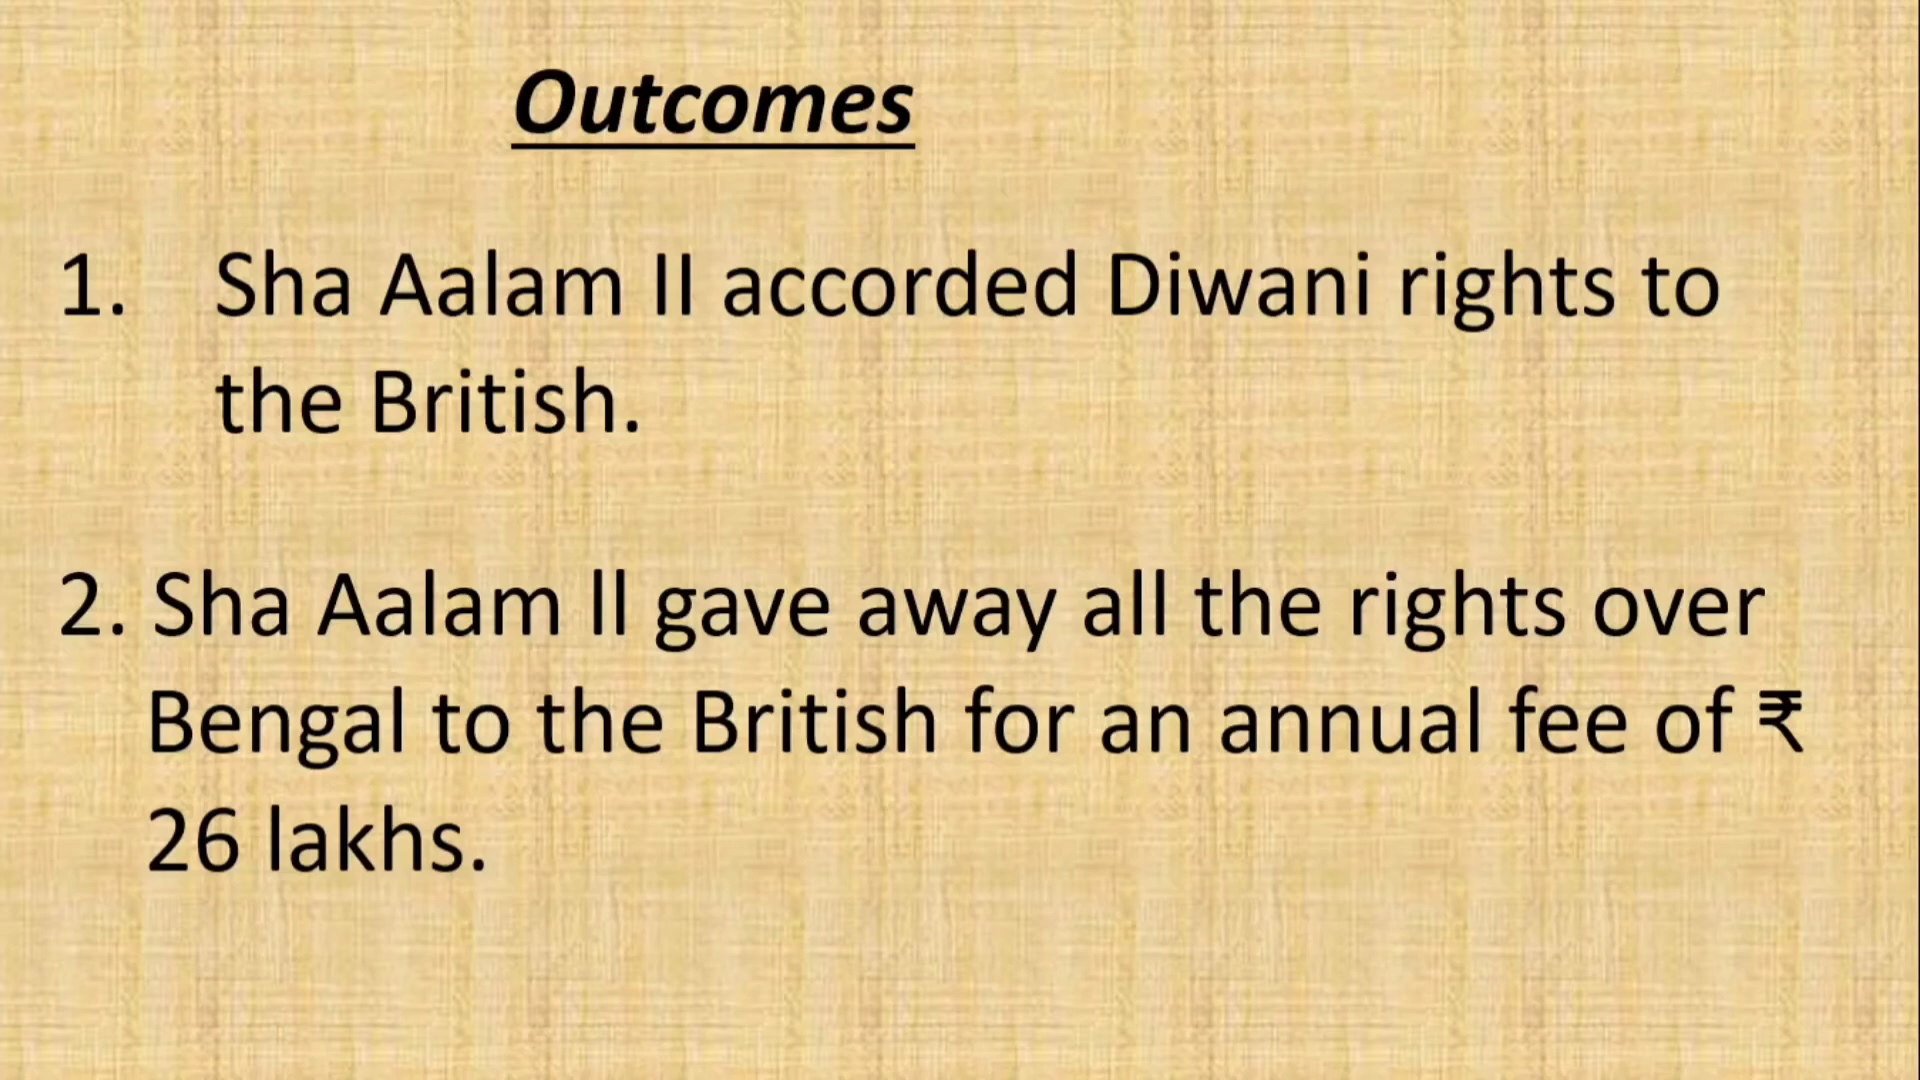 Outcomes
1. Sha Aalam II accorded Diwani rights to
the British.
2. Sha Aalam ll gave away all the rights over
Bengal to the British for an annual fee of ₹
26 lakhs.